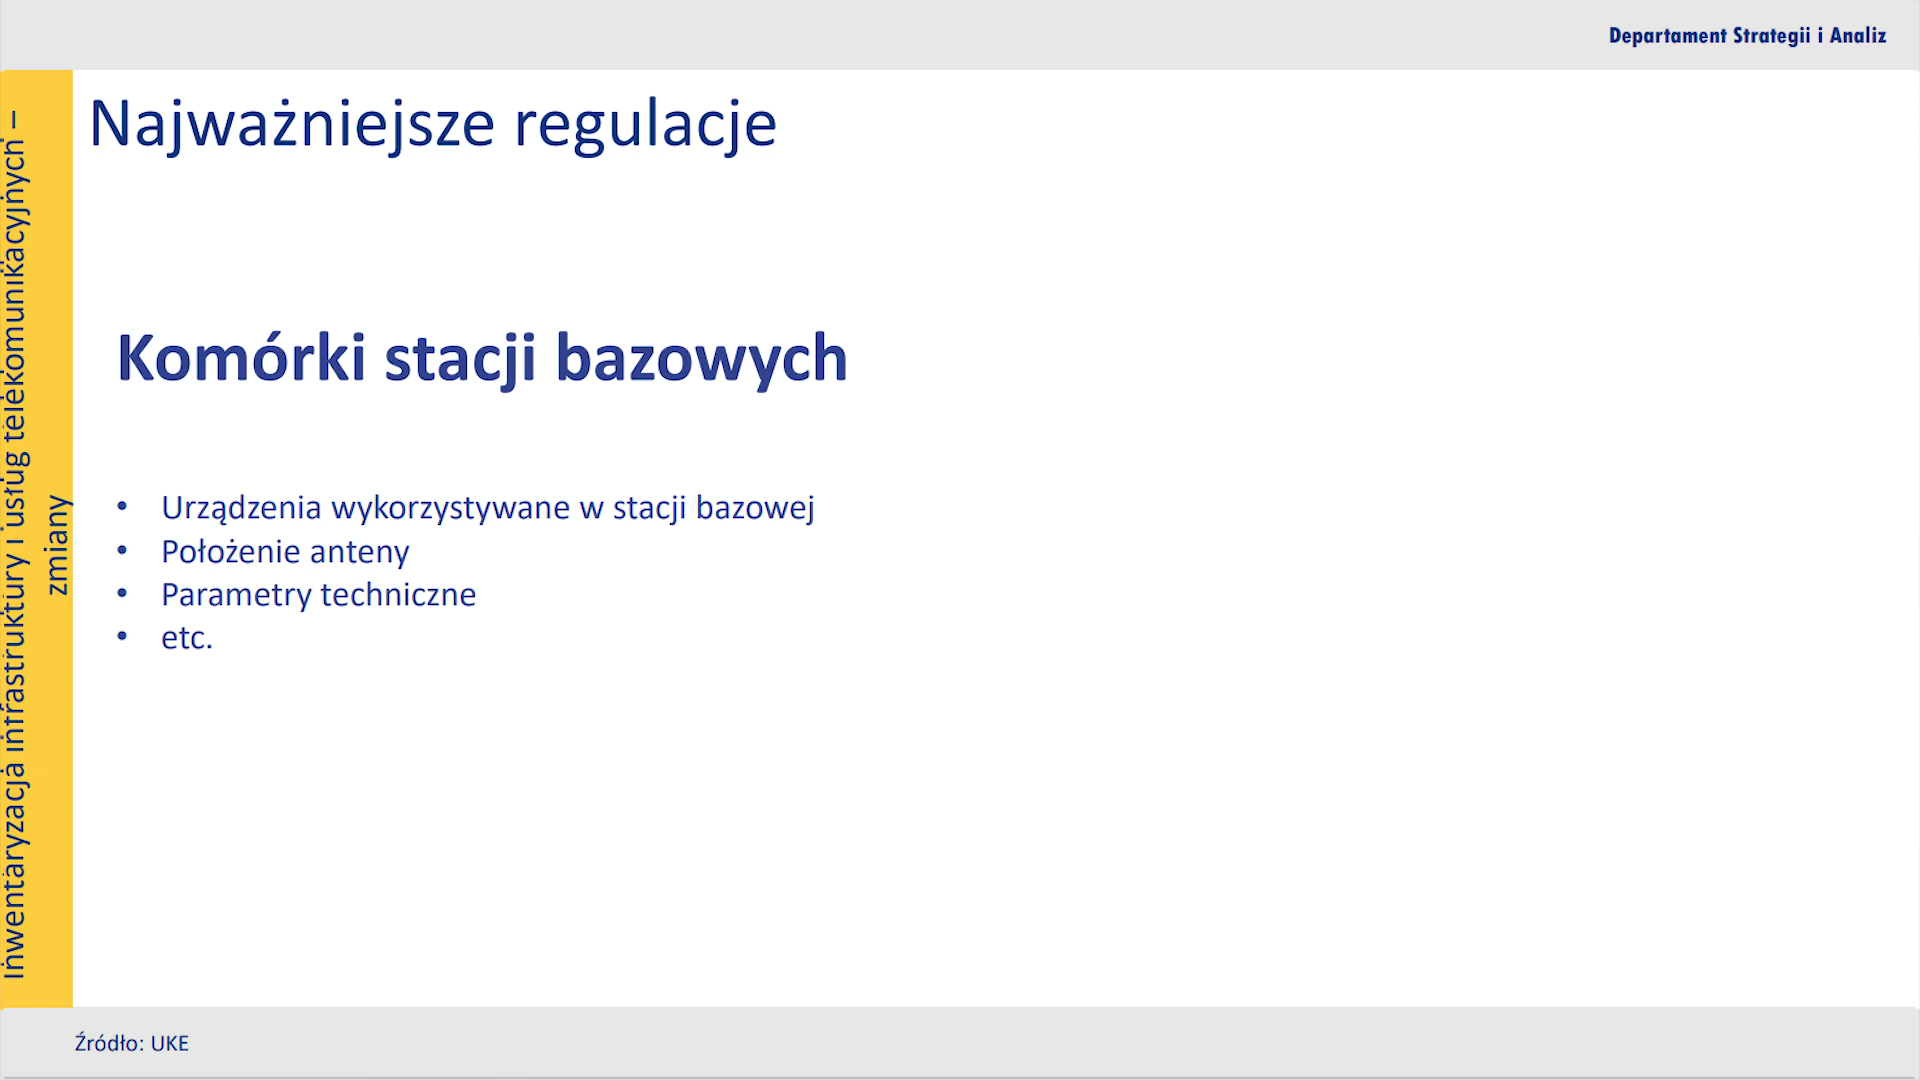 Departament Strategii i Analiz
Najważniejsze regulacje
Inwentaryzacja infrastruktury i usług telekomunikacyjnych –
zmiany
Komórki stacji bazowych
• Urządzenia wykorzystywane w stacji bazowej
• Położenie anteny
• Parametry techniczne
• etc.
Źródło: UKE